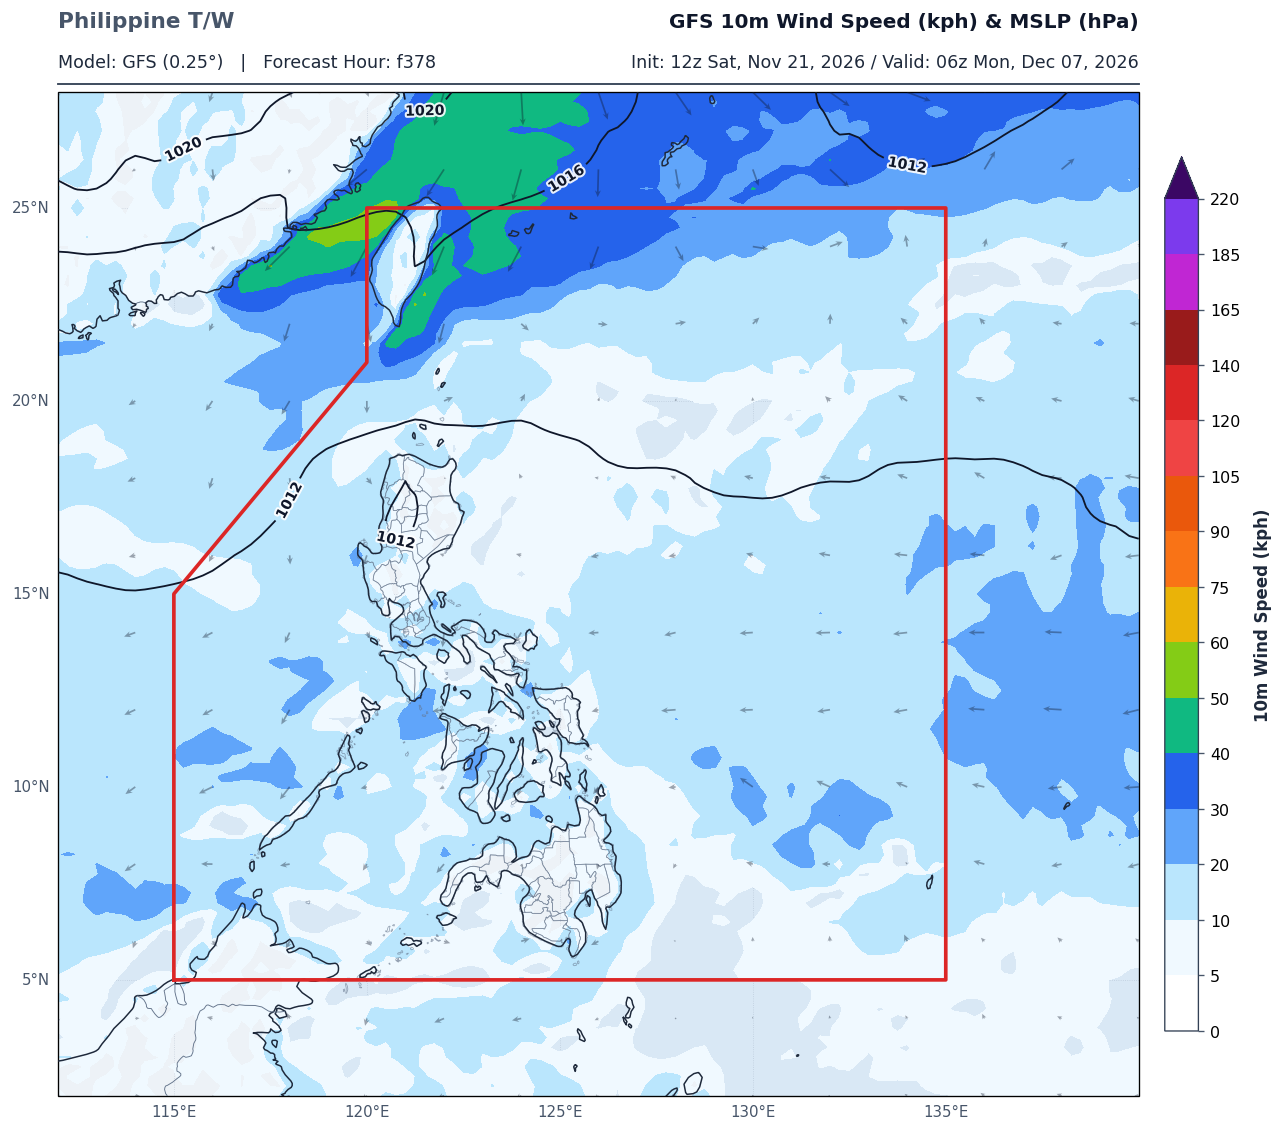 Philippine T/W
GFS 10m Wind Speed (kph) & MSLP (hPa)
Model: GFS (0.25°) | Forecast Hour: f378
Init: 12z Sat, Nov 21, 2026 / Valid: 06z Mon, Dec 07, 2026
1020
1020
1016
1012
1012
1012
25°N
20°N
15°N
10°N
5°N
115°E
120°E
125°E
130°E
135°E
220
185
165
140
120
105
90
75
60
50
40
30
20
10
5
0
10m Wind Speed (kph)